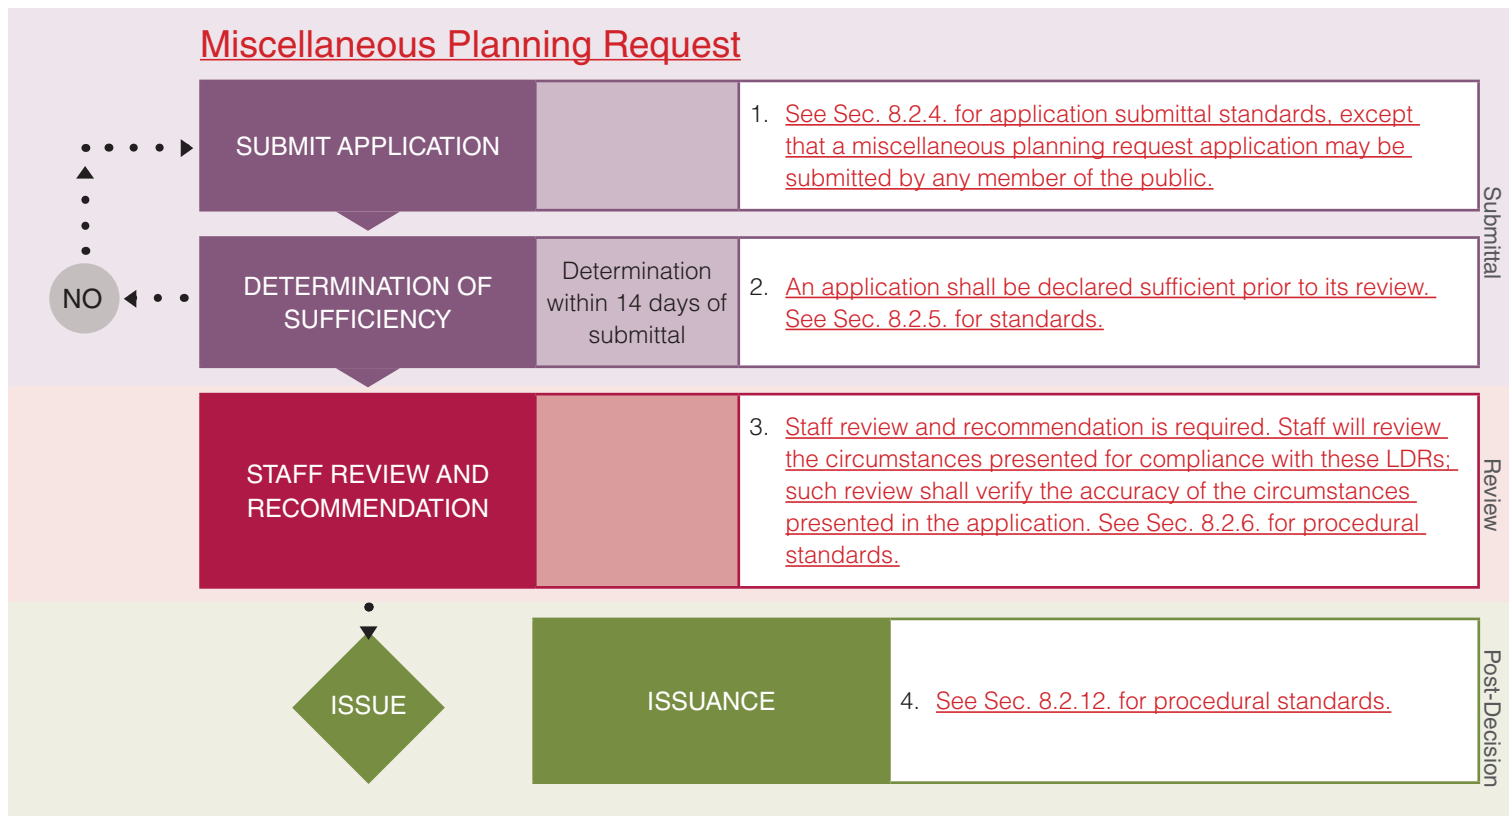 Miscellaneous Planning Request
SUBMIT APPLICATION
1. See Sec. 8.2.4. for application submittal standards, except
that a miscellaneous planning request application may be
submitted by any member of the public.
Submittal
NO
DETERMINATION OF
SUFFICIENCY
Determination
within 14 days of
submittal
2. An application shall be declared sufficient prior to its review.
See Sec. 8.2.5. for standards.
STAFF REVIEW AND
RECOMMENDATION
3. Staff review and recommendation is required. Staff will review
the circumstances presented for compliance with these LDRs;
such review shall verify the accuracy of the circumstances
presented in the application. See Sec. 8.2.6. for procedural
standards.
Review
ISSUE
ISSUANCE
4. See Sec. 8.2.12. for procedural standards.
Post-Decision